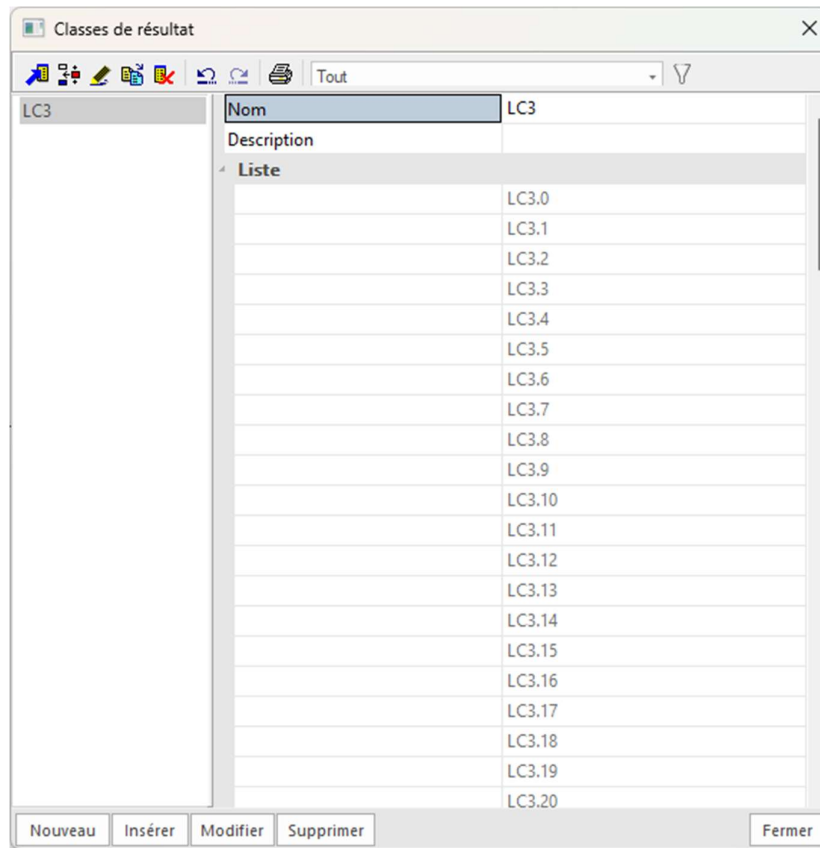 Classes de résultat
Tout
LC3
Nom LC3
Description
Liste
LC3.0
LC3.1
LC3.2
LC3.3
LC3.4
LC3.5
LC3.6
LC3.7
LC3.8
LC3.9
LC3.10
LC3.11
LC3.12
LC3.13
LC3.14
LC3.15
LC3.16
LC3.17
LC3.18
LC3.19
LC3.20
Nouveau Insérer Modifier Supprimer Fermer